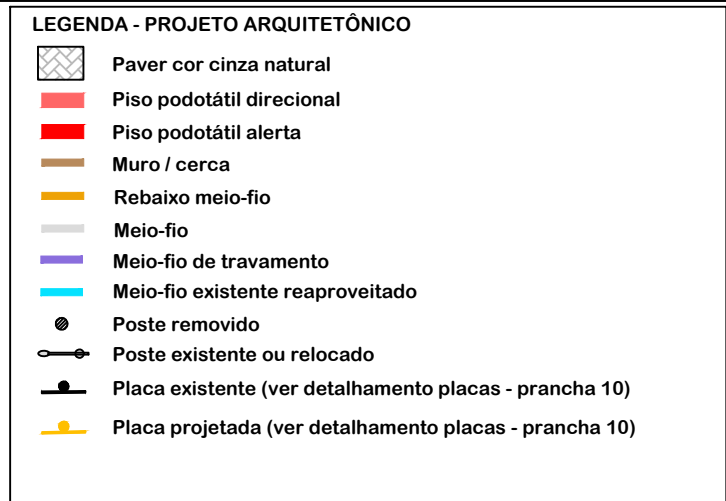 LEGENDA - PROJETO ARQUITETÔNICO
Paver cor cinza natural
Piso podotátil direcional
Piso podotátil alerta
Muro / cerca
Rebaixo meio-fio
Meio-fio
Meio-fio de travamento
Meio-fio existente reaproveitado
Poste removido
Poste existente ou relocado
Placa existente (ver detalhamento placas - prancha 10)
Placa projetada (ver detalhamento placas - prancha 10)